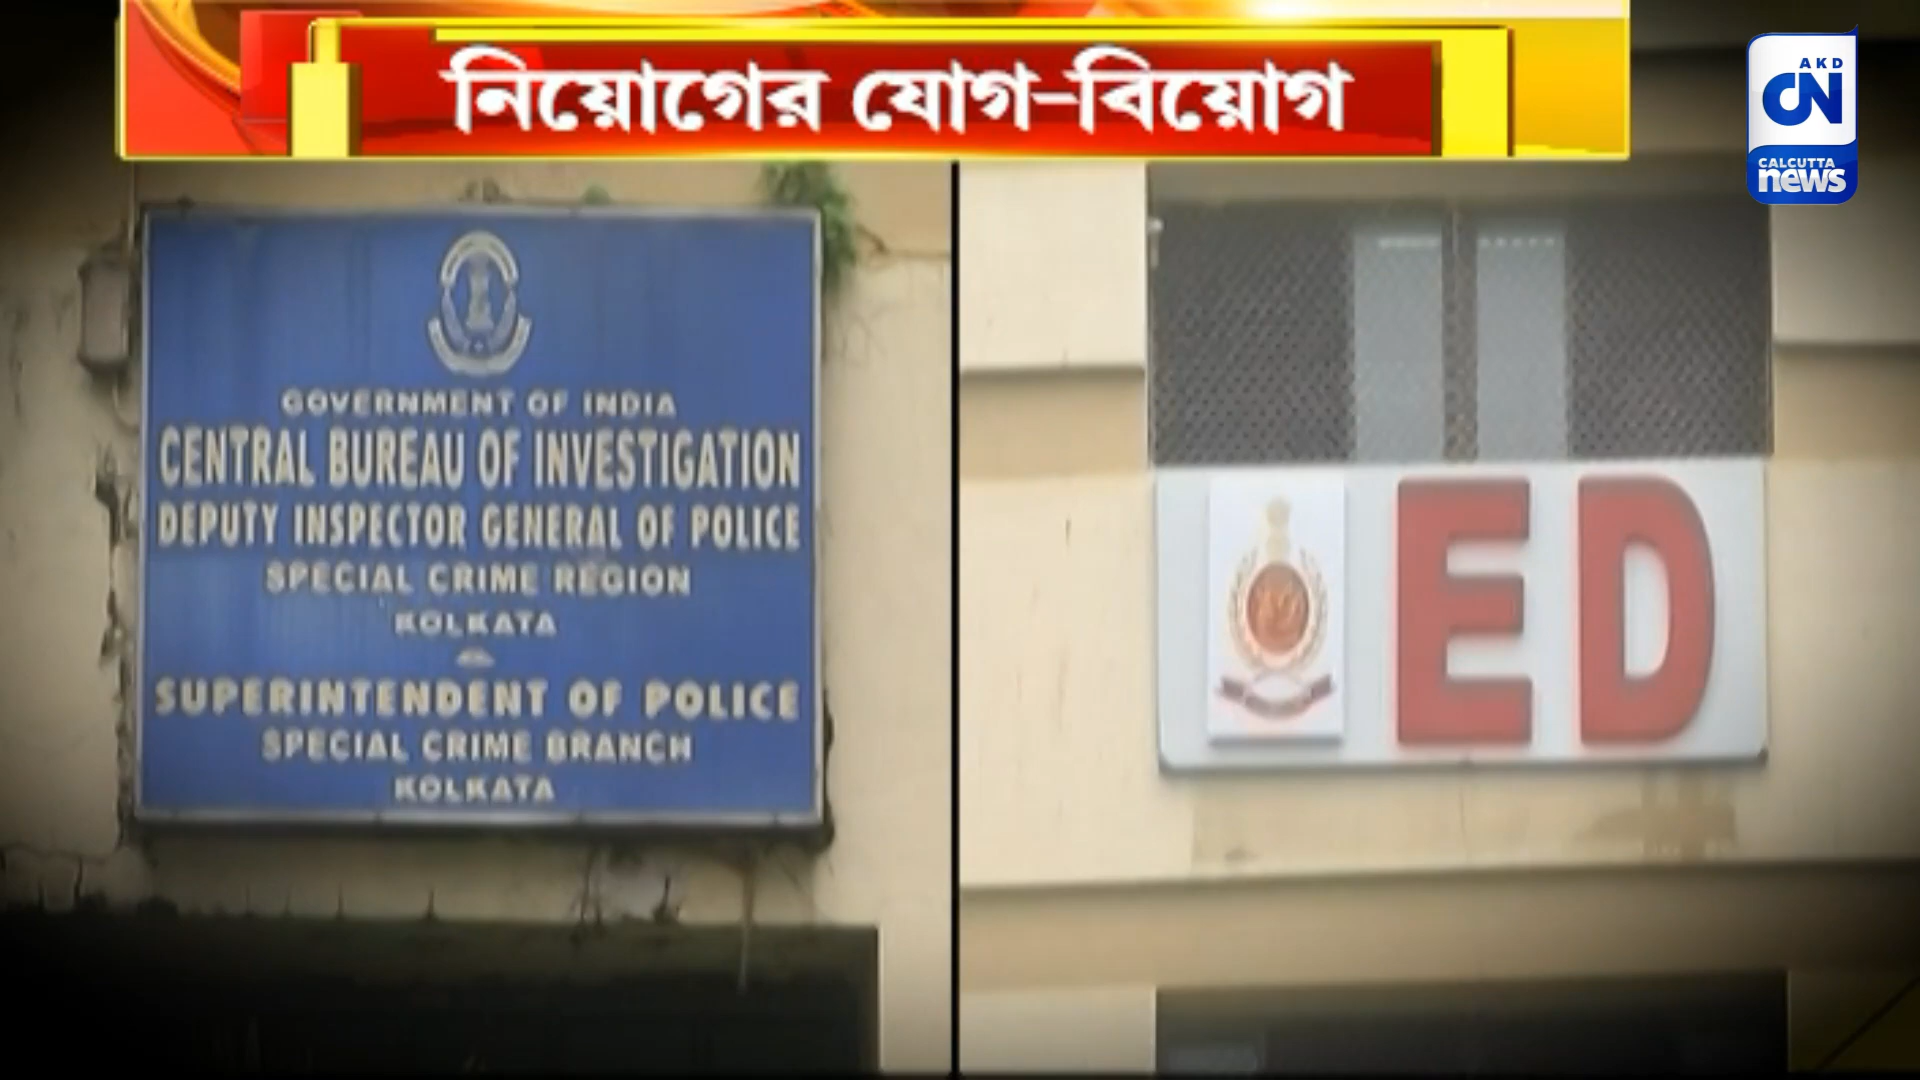 নিয়োগের যোগ-বিয়োগ
AKD
CN
CALCUTTA
news
GOVERNMENT OF INDIA
CENTRAL BUREAU OF INVESTIGATION
DEPUTY INSPECTOR GENERAL OF POLICE
SPECIAL CRIME REGION
KOLKATA
SUPERINTENDENT OF POLICE
SPECIAL CRIME BRANCH
KOLKATA
ED